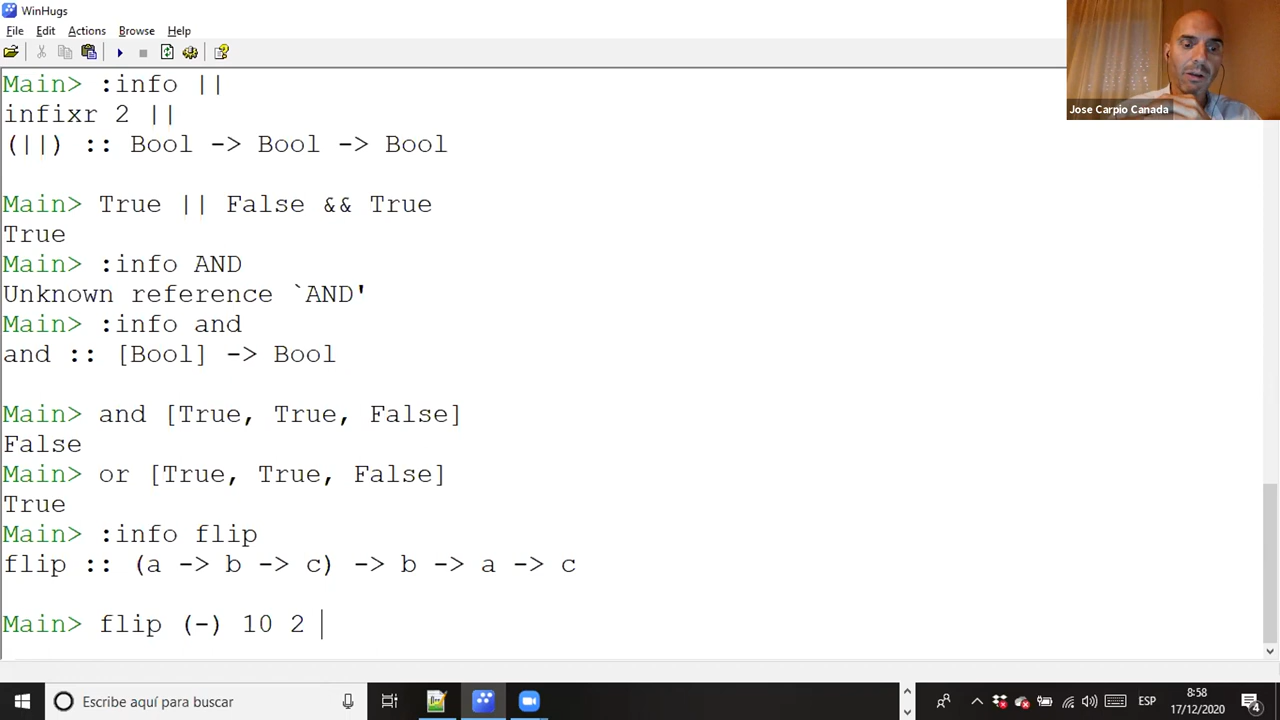 WinHugs
File Edit Actions Browse Help
Main> :info ||
infixr 2 ||
(||) :: Bool -> Bool -> Bool
Main> True || False && True
True
Main> :info AND
Unknown reference `AND'
Main> :info and
and :: [Bool] -> Bool
Main> and [True, True, False]
False
Main> or [True, True, False]
True
Main> :info flip
flip :: (a -> b -> c) -> b -> a -> c
Main> flip (-) 10 2
Jose Carpio Canada
Escribe aquí para buscar
ESP
8:58
17/12/2020
4